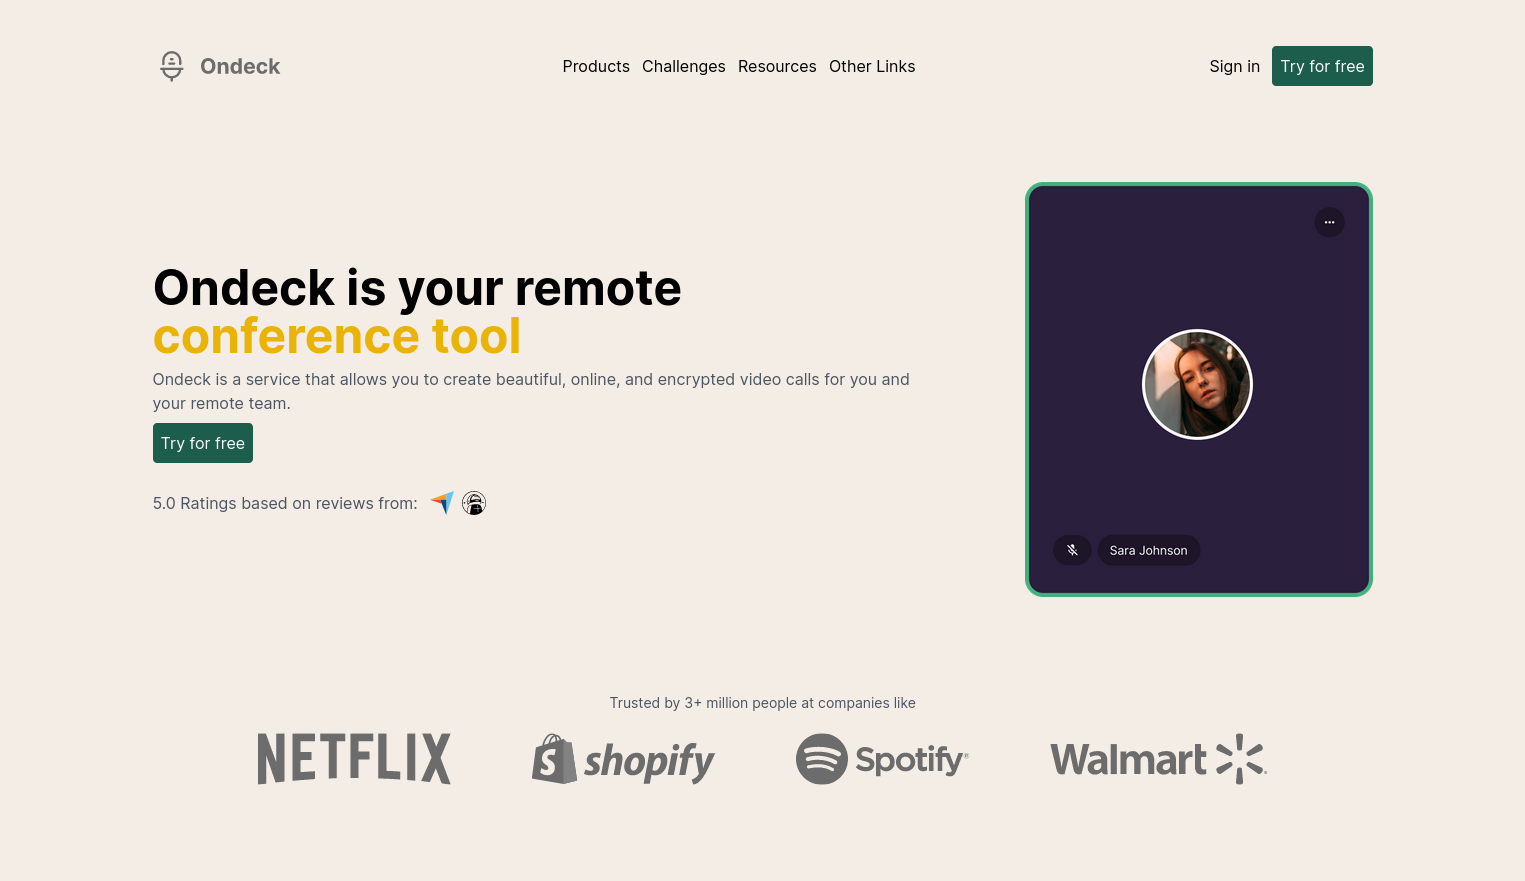 Ondeck
Products Challenges Resources Other Links
Sign in Try for free
Ondeck is your remote
conference tool
Ondeck is a service that allows you to create beautiful, online, and encrypted video calls for you and
your remote team.
Try for free
5.0 Ratings based on reviews from:
Sara Johnson
Trusted by 3+ million people at companies like
NETFLIX shopify Spotify® Walmart